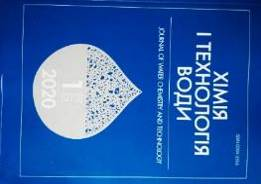 ХІМІЯ
І ТЕХНОЛОГІЯ
ВОДИ
JOURNAL OF WATER CHEMISTRY AND TECHNOLOGY
1
2020